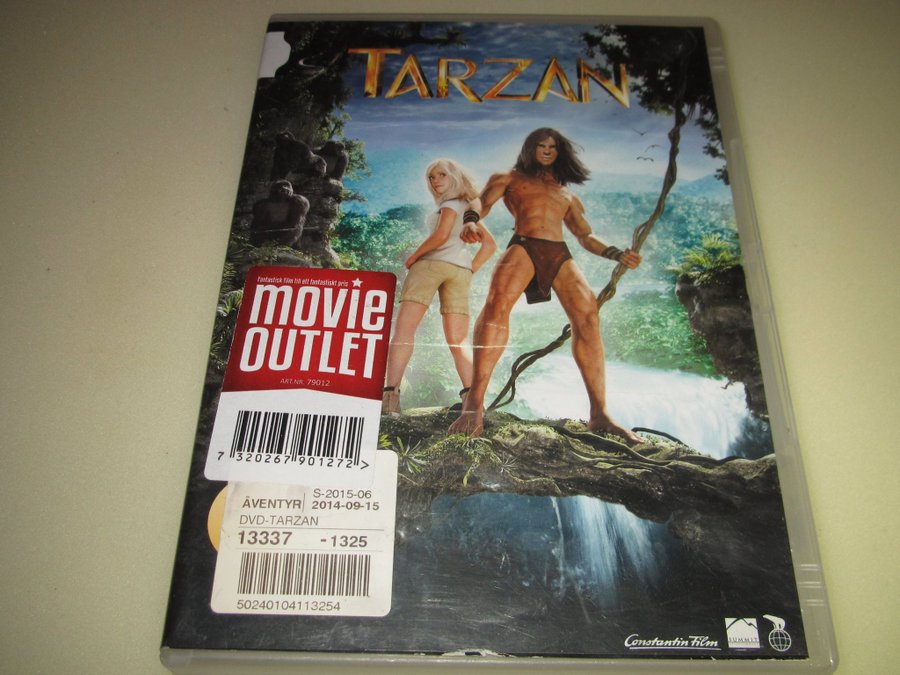 TARZAN
fantastisk film till ett fantastiskt pris
movie
OUTLET
ART.NR. 79012
7 320267 901272 >
S-2015-06
ÄVENTYR 2014-09-15
DVD-TARZAN
13337 -1325
50240104113254
Constantin Film
SUMMIT